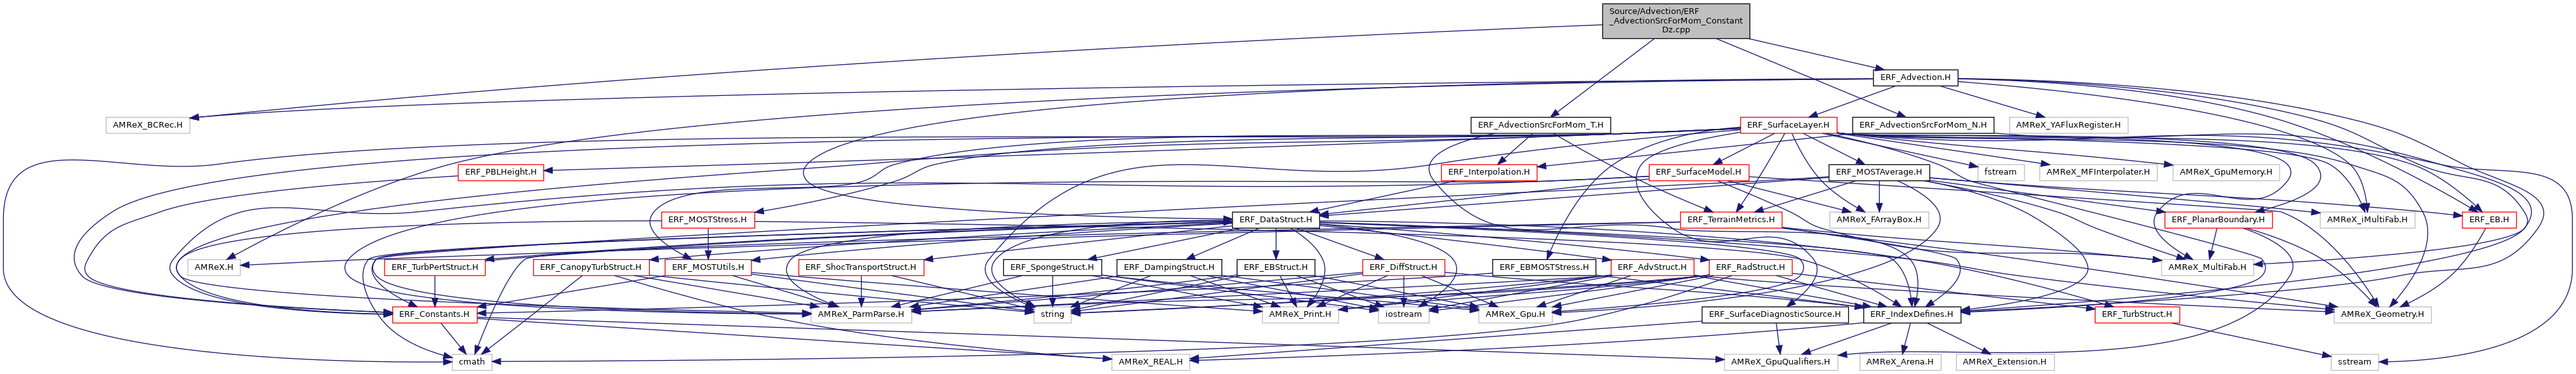 Source/Advection/ERF
_AdvectionSrcForMom_Constant
Dz.cpp
ERF_Advection.H
AMReX_BCRec.H
ERF_AdvectionSrcForMom_T.H
ERF_SurfaceLayer.H
ERF_AdvectionSrcForMom_N.H
AMReX_YAFluxRegister.H
ERF_PBLHeight.H
ERF_Interpolation.H
ERF_SurfaceModel.H
ERF_MOSTAverage.H
fstream
AMReX_MFInterpolater.H
AMReX_GpuMemory.H
ERF_MOSTStress.H
ERF_DataStruct.H
ERF_TerrainMetrics.H
AMReX_FArrayBox.H
ERF_PlanarBoundary.H
AMReX_iMultiFab.H
ERF_EB.H
AMReX.H
ERF_TurbPertStruct.H
ERF_CanopyTurbStruct.H
ERF_MOSTUtils.H
ERF_ShocTransportStruct.H
ERF_SpongeStruct.H
ERF_DampingStruct.H
ERF_EBStruct.H
ERF_DiffStruct.H
ERF_EBMOSTStress.H
ERF_AdvStruct.H
ERF_RadStruct.H
AMReX_MultiFab.H
ERF_Constants.H
AMReX_ParmParse.H
string
AMReX_Print.H
iostream
AMReX_Gpu.H
ERF_SurfaceDiagnosticSource.H
ERF_IndexDefines.H
ERF_TurbStruct.H
AMReX_Geometry.H
cmath
AMReX_REAL.H
AMReX_GpuQualifiers.H
AMReX_Arena.H
AMReX_Extension.H
sstream